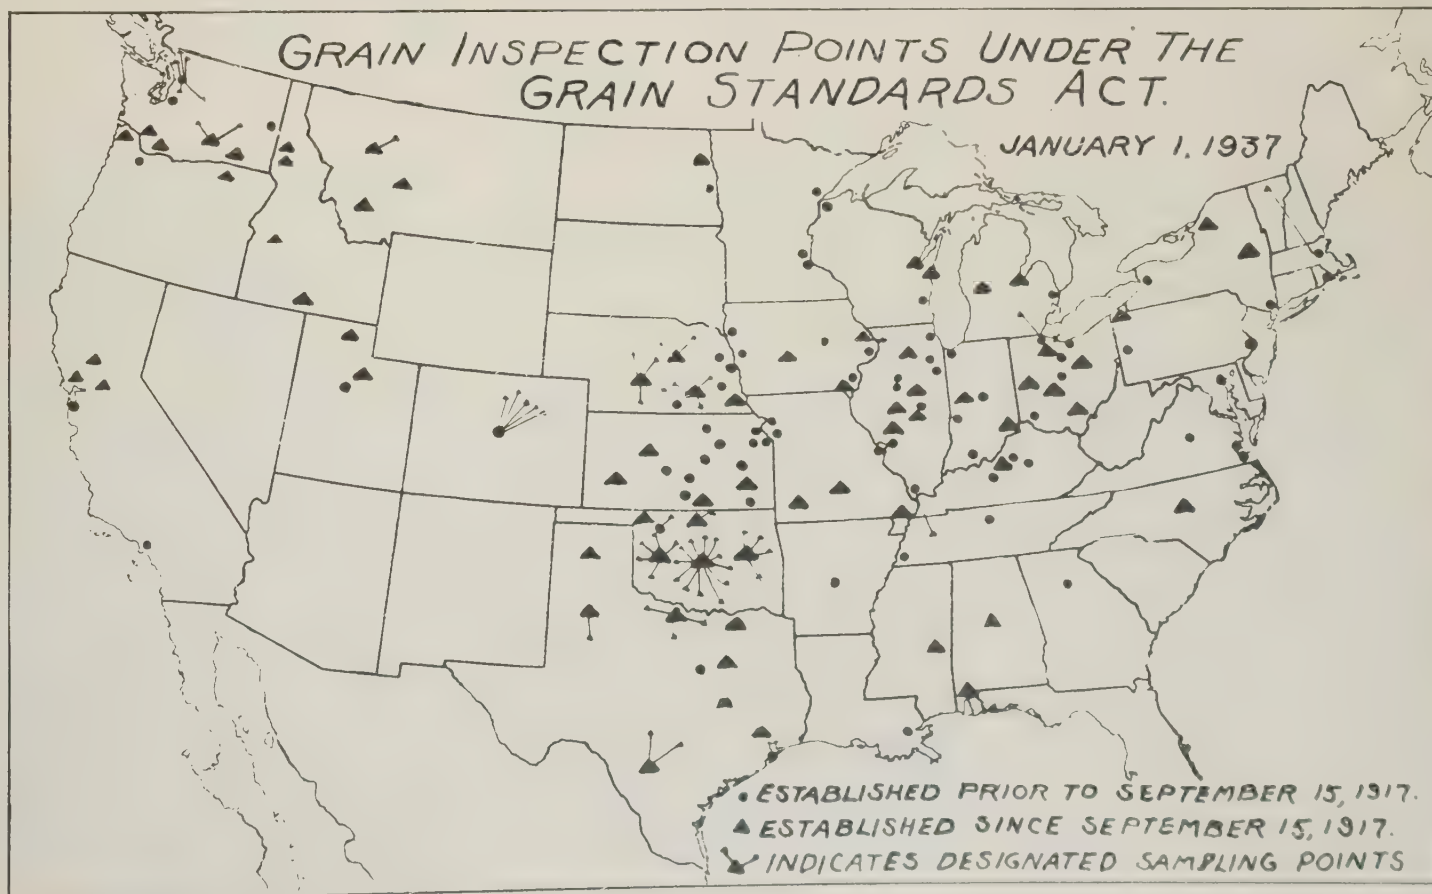 GRAIN INSPECTION POINTS UNDER THE
GRAIN STANDARDS ACT.
JANUARY 1, 1937
ESTABLISHED PRIOR TO SEPTEMBER 15, 1917.
ESTABLISHED SINCE SEPTEMBER 15, 1917.
INDICATES DESIGNATED SAMPLING POINTS